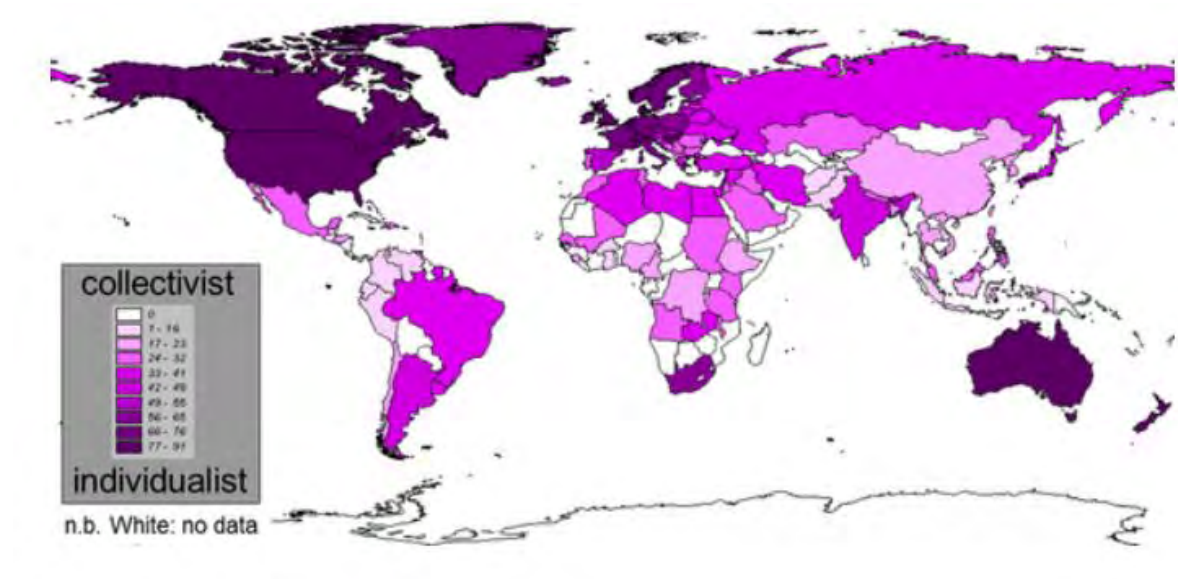 collectivist
0
1 - 16
17 - 23
24 - 32
33 - 41
42 - 48
49 - 55
56 - 65
66 - 76
77 - 91
individualist
n.b. White: no data